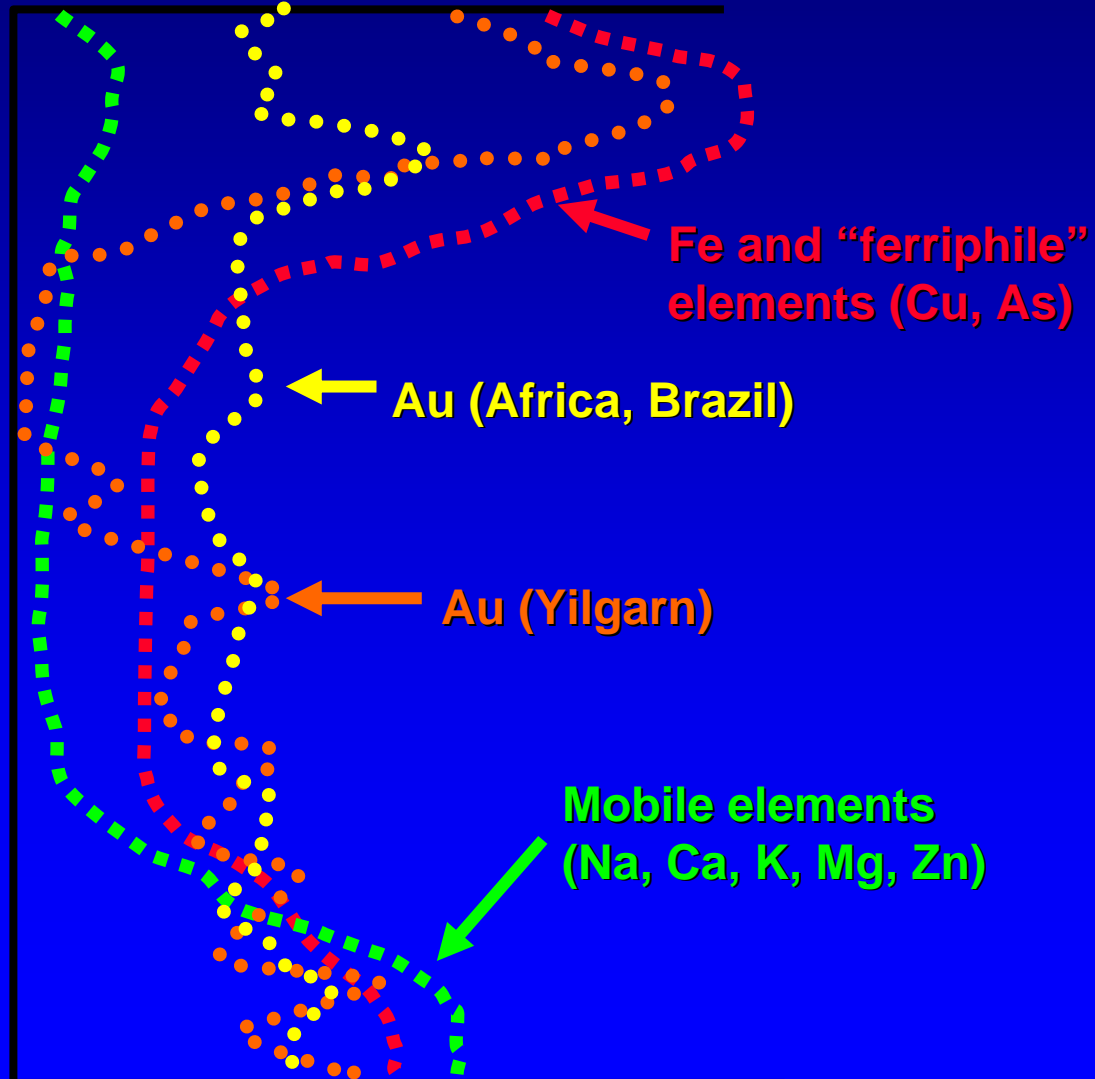 Fe and “ferriphile”
elements (Cu, As)
Au (Africa, Brazil)
Au (Yilgarn)
Mobile elements
(Na, Ca, K, Mg, Zn)